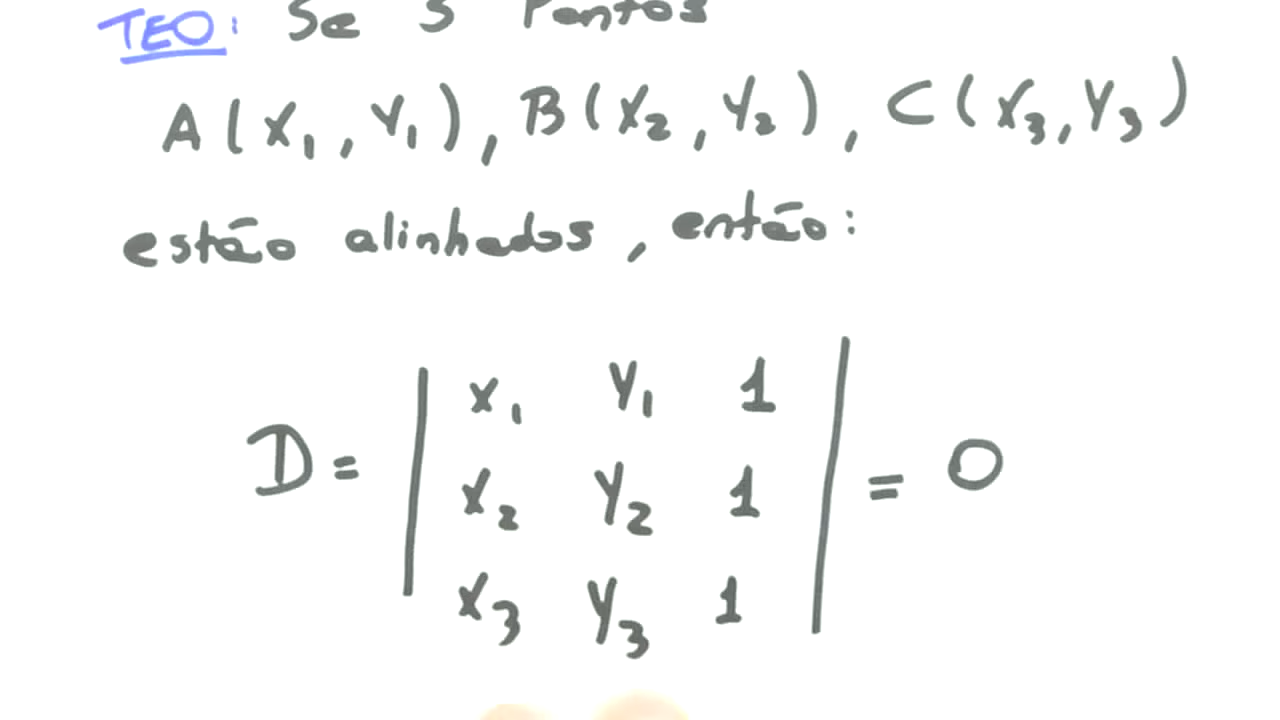 TEO: Se 3 Pontos
A(X₁,Y₁), B(X₂,Y₂), C(X₃,Y₃)
estão alinhados, então:
X₁ Y₁ 1
D= | X₂ Y₂ 1 | = 0
X₃ Y₃ 1